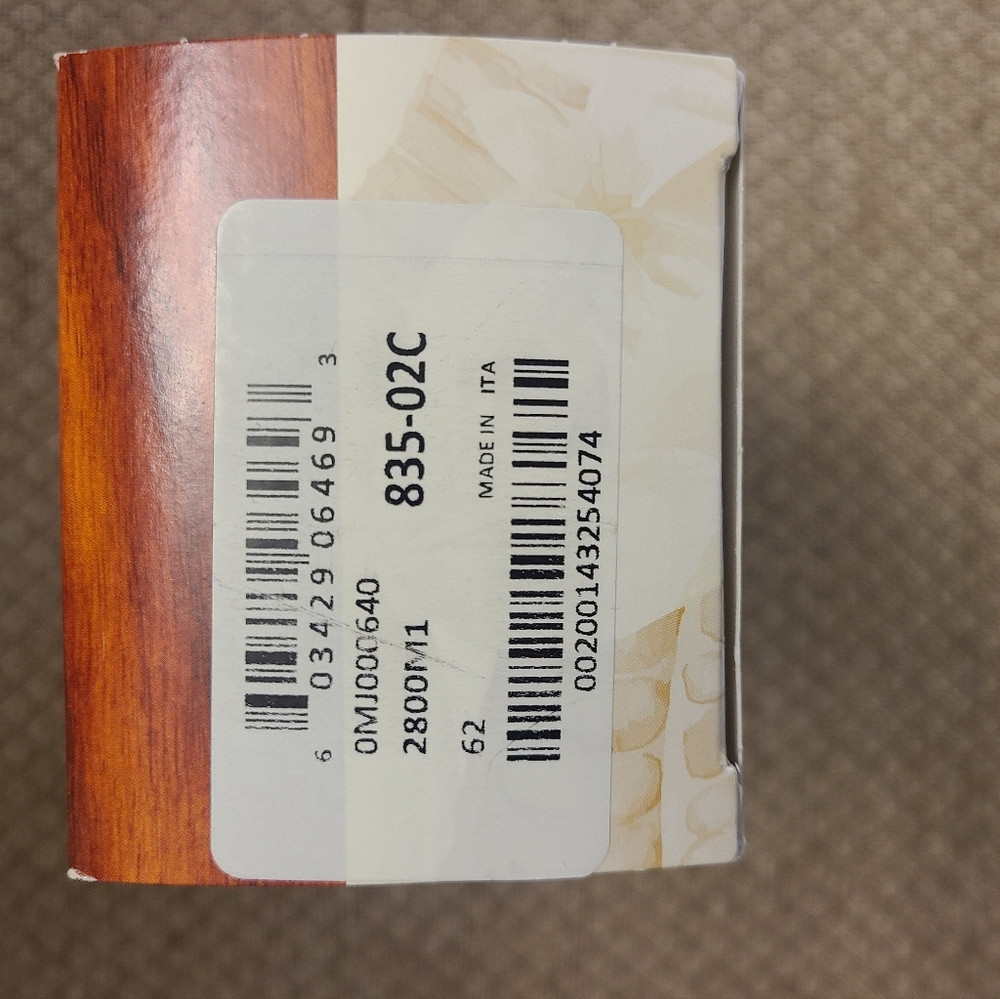 6 03429 06469 3
0MJ000640
2800M1 835-02C
62 MADE IN ITA
00200143254074